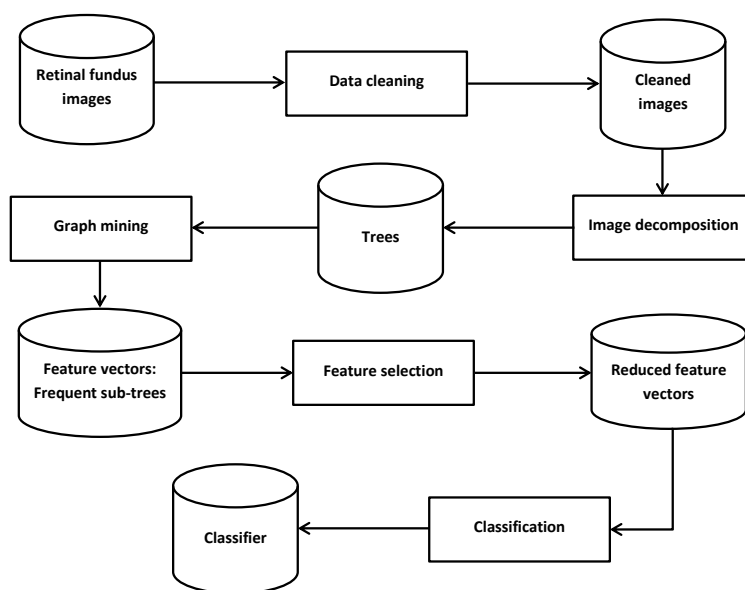 Retinal fundus
images
Data cleaning
Cleaned
images
Graph mining
Trees
Image decomposition
Feature vectors:
Frequent sub-trees
Feature selection
Reduced feature
vectors
Classifier
Classification